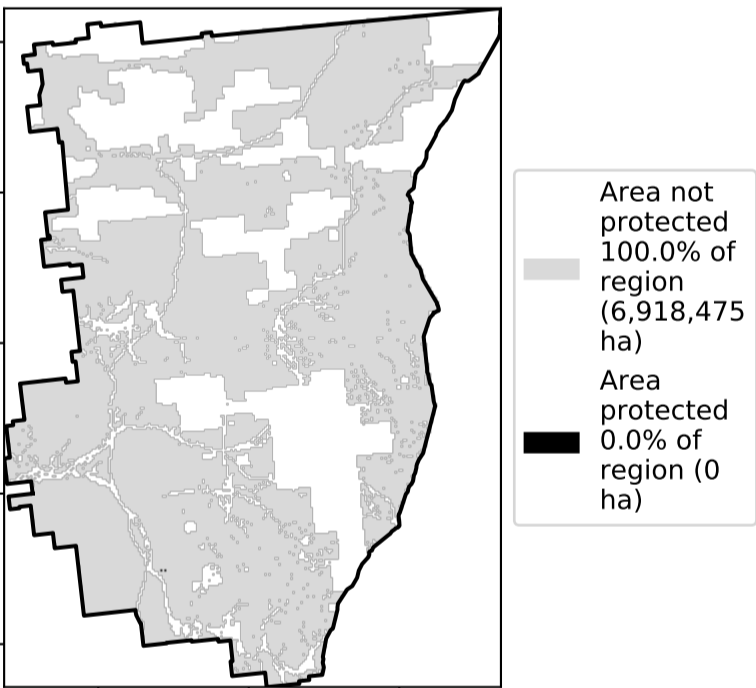 Area not
protected
100.0% of
region
(6,918,475
ha)
Area
protected
0.0% of
region (0
ha)